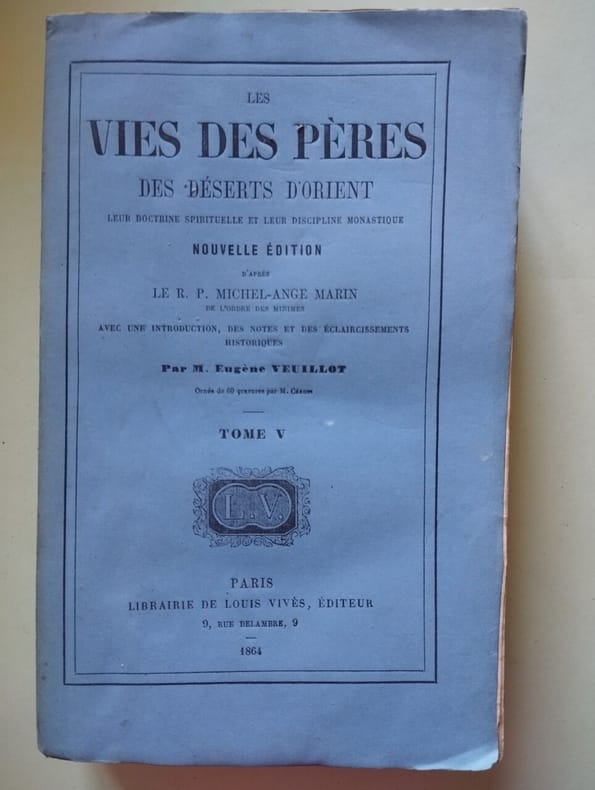 LES
VIES DES PÈRES
DES DÉSERTS D'ORIENT
LEUR DOCTRINE SPIRITUELLE ET LEUR DISCIPLINE MONASTIQUE
NOUVELLE ÉDITION
D'APRÈS
LE R. P. MICHEL-ANGE MARIN
DE L'ORDRE DES MINIMES
AVEC UNE INTRODUCTION, DES NOTES ET DES ÉCLAIRCISSEMENTS
HISTORIQUES
Par M. Eugène VEUILLOT
Ornés de 60 gravures par M. Céroni
TOME V
L.V.
PARIS
LIBRAIRIE DE LOUIS VIVÈS, ÉDITEUR
9, RUE DELAMBRE, 9
1864